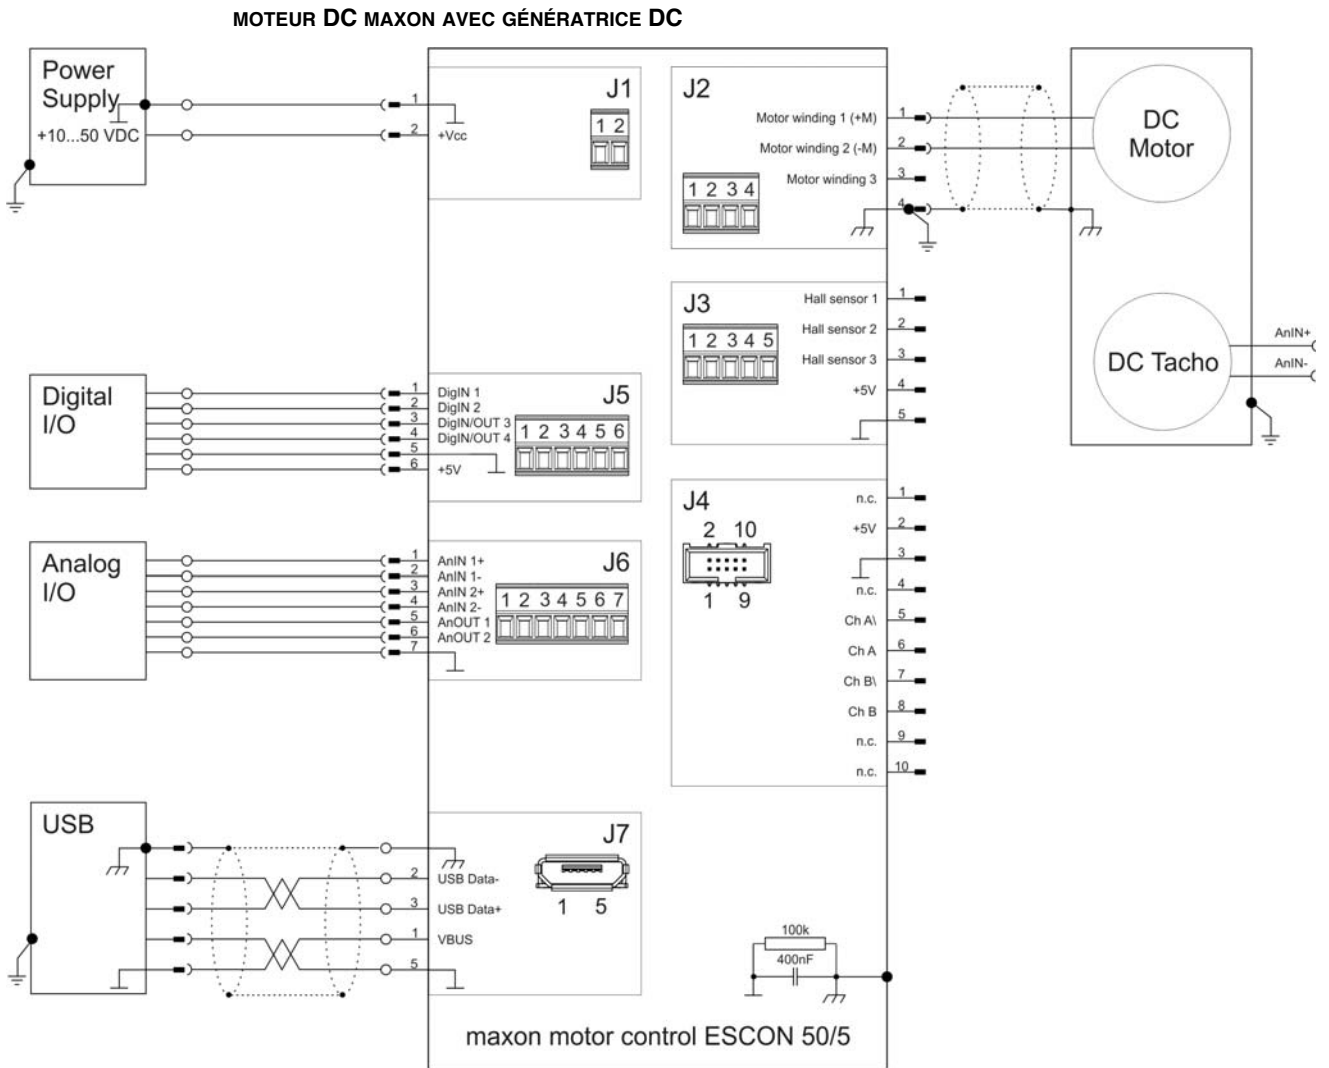 MOTEUR DC MAXON AVEC GÉNÉRATRICE DC
Power
Supply
+10...50 VDC
1
2
+Vcc
J1
1 2
J2
1 2 3 4
Motor winding 1 (+M)
1
Motor winding 2 (-M)
2
Motor winding 3
3
4
DC
Motor
J3
1 2 3 4 5
Hall sensor 1
1
Hall sensor 2
2
Hall sensor 3
3
+5V
4
5
DC Tacho
AnIN+
AnIN-
Digital
I/O
1
DigIN 1
2
DigIN 2
3
DigIN/OUT 3
4
DigIN/OUT 4
5
6
+5V
J5
1 2 3 4 5 6
J4
2 10
1 9
n.c.
1
+5V
2
3
n.c.
4
Ch A\
5
Ch A
6
Ch B\
7
Ch B
8
n.c.
9
n.c.
10
Analog
I/O
1
AnIN 1+
2
AnIN 1-
3
AnIN 2+
4
AnIN 2-
5
AnOUT 1
6
AnOUT 2
7
J6
1 2 3 4 5 6 7
USB
J7
2
USB Data-
3
USB Data+
1
VBUS
5
1 5
100k
400nF
maxon motor control ESCON 50/5